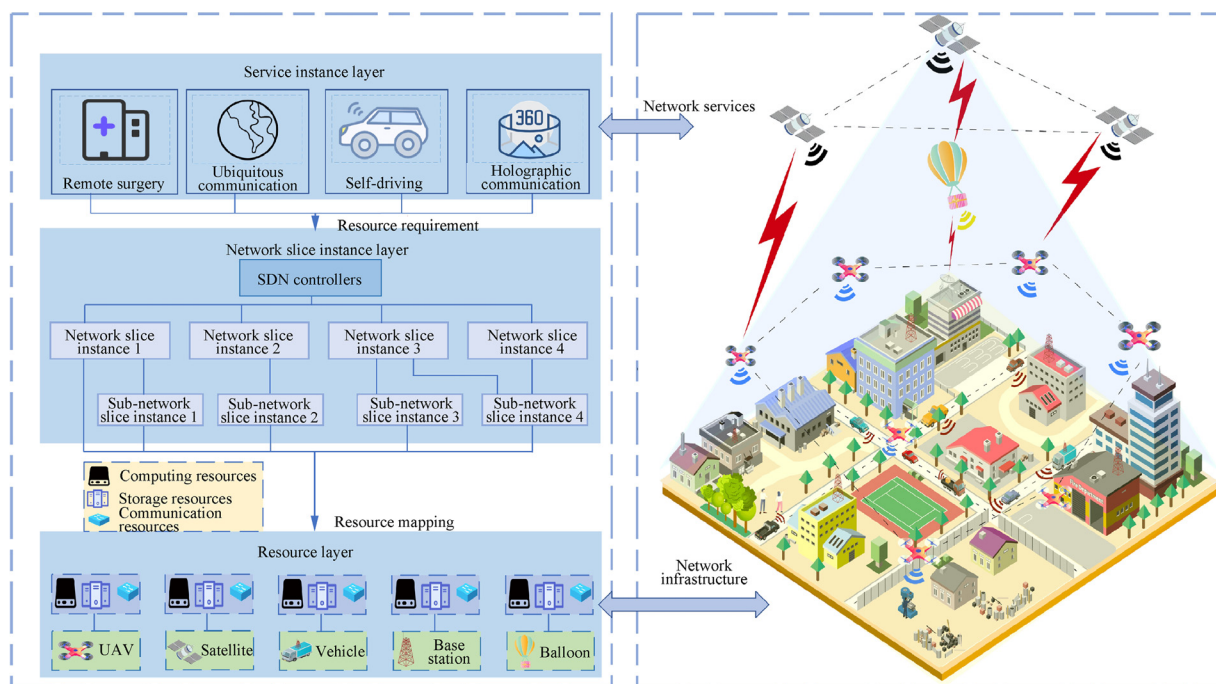 Service instance layer
Remote surgery
Ubiquitous
communication
Self-driving
360
Holographic
communication
Resource requirement
Network slice instance layer
SDN controllers
Network slice
instance 1
Network slice
instance 2
Network slice
instance 3
Network slice
instance 4
Sub-network
slice instance 1
Sub-network
slice instance 2
Sub-network
slice instance 3
Sub-network
slice instance 4
Computing resources
Storage resources
Communication
resources
Resource mapping
Resource layer
UAV
Satellite
Vehicle
Base
station
Balloon
Network services
Network
infrastructure